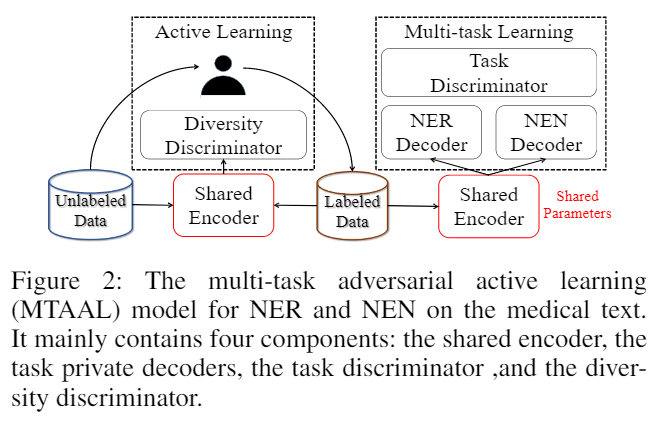 Active Learning
Multi-task Learning
Task
Discriminator
Diversity
Discriminator
NER
Decoder
NEN
Decoder
Unlabeled
Data
Shared
Encoder
Labeled
Data
Shared
Encoder
Shared
Parameters
Figure 2: The multi-task adversarial active learning
(MTAAL) model for NER and NEN on the medical text.
It mainly contains four components: the shared encoder, the
task private decoders, the task discriminator ,and the diver-
sity discriminator.